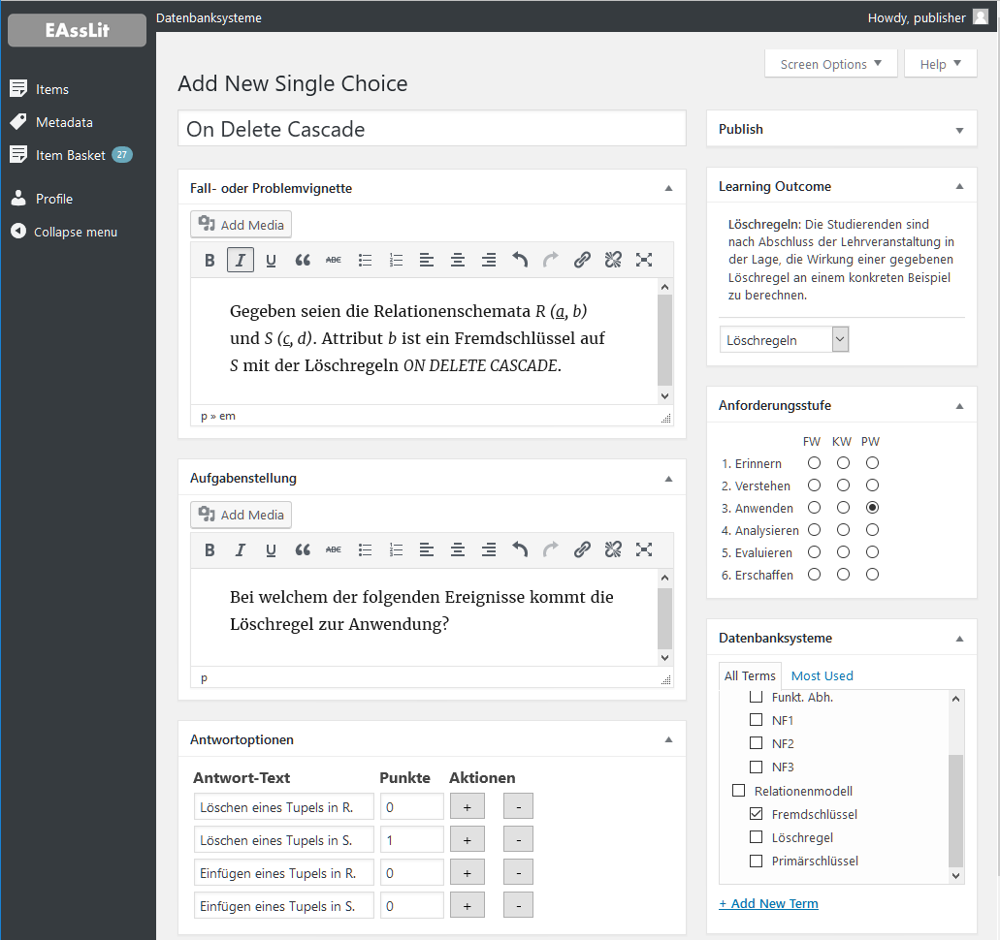 EAssLit
Datenbanksysteme
Howdy, publisher
Items
Metadata
Item Basket 27
Profile
Collapse menu
Screen Options
Help
Add New Single Choice
On Delete Cascade
Fall- oder Problemvignette
Add Media
B I U “ ABC
Gegeben seien die Relationenschemata R (a, b)
und S (c, d). Attribut b ist ein Fremdschlüssel auf
S mit der Löschregeln ON DELETE CASCADE.
p » em
Aufgabenstellung
Add Media
B I U “ ABC
Bei welchem der folgenden Ereignisse kommt die
Löschregel zur Anwendung?
p
Antwortoptionen
Antwort-Text Punkte Aktionen
Löschen eines Tupels in R. 0 + -
Löschen eines Tupels in S. 1 + -
Einfügen eines Tupels in R. 0 + -
Einfügen eines Tupels in S. 0 + -
Publish
Learning Outcome
Löschregeln: Die Studierenden sind
nach Abschluss der Lehrveranstaltung in
der Lage, die Wirkung einer gegebenen
Löschregel an einem konkreten Beispiel
zu berechnen.
Löschregeln
Anforderungsstufe
FW KW PW
1. Erinnern
2. Verstehen
3. Anwenden
4. Analysieren
5. Evaluieren
6. Erschaffen
Datenbanksysteme
All Terms Most Used
Funkt. Abh.
NF1
NF2
NF3
Relationenmodell
Fremdschlüssel
Löschregel
Primärschlüssel
+ Add New Term